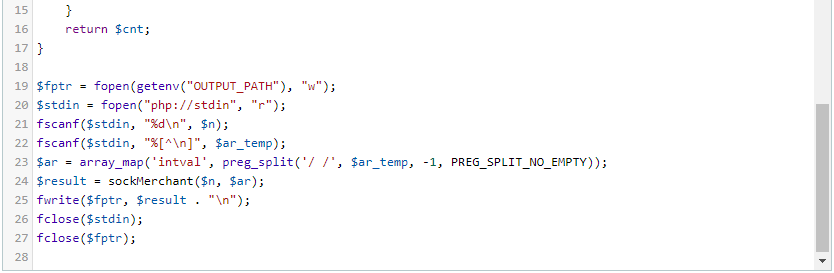 15     }
16     return $cnt;
17 }
18
19 $fptr = fopen(getenv("OUTPUT_PATH"), "w");
20 $stdin = fopen("php://stdin", "r");
21 fscanf($stdin, "%d\n", $n);
22 fscanf($stdin, "%[^\n]", $ar_temp);
23 $ar = array_map('intval', preg_split('/ /', $ar_temp, -1, PREG_SPLIT_NO_EMPTY));
24 $result = sockMerchant($n, $ar);
25 fwrite($fptr, $result . "\n");
26 fclose($stdin);
27 fclose($fptr);
28